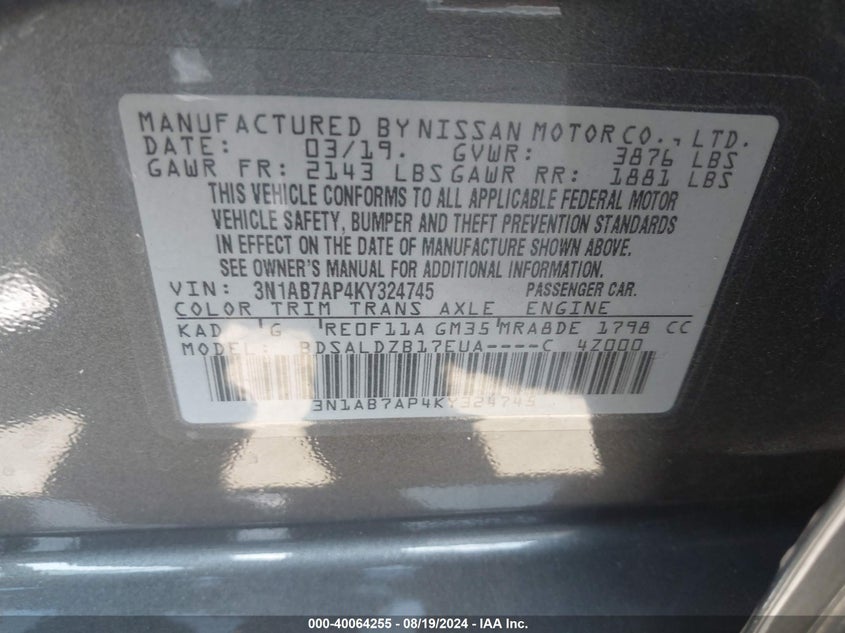 MANUFACTURED BY NISSAN MOTOR CO., LTD.
DATE: 03/19. GVWR: 3876 LBS
GAWR FR: 2143 LBS GAWR RR: 1881 LBS
THIS VEHICLE CONFORMS TO ALL APPLICABLE FEDERAL MOTOR
VEHICLE SAFETY, BUMPER AND THEFT PREVENTION STANDARDS
IN EFFECT ON THE DATE OF MANUFACTURE SHOWN ABOVE.
SEE OWNER'S MANUAL FOR ADDITIONAL INFORMATION
VIN: 3N1AB7AP4KY324745 PASSENGER CAR.
COLOR TRIM TRANS AXLE ENGINE
KAD G RE0F11A GM35 MRA8DE 1798 CC
MODEL: BDSALDZB17EUA----C 4Z000
3N1AB7AP4KY324745
000-40064255 - 08/19/2024 - IAA Inc.